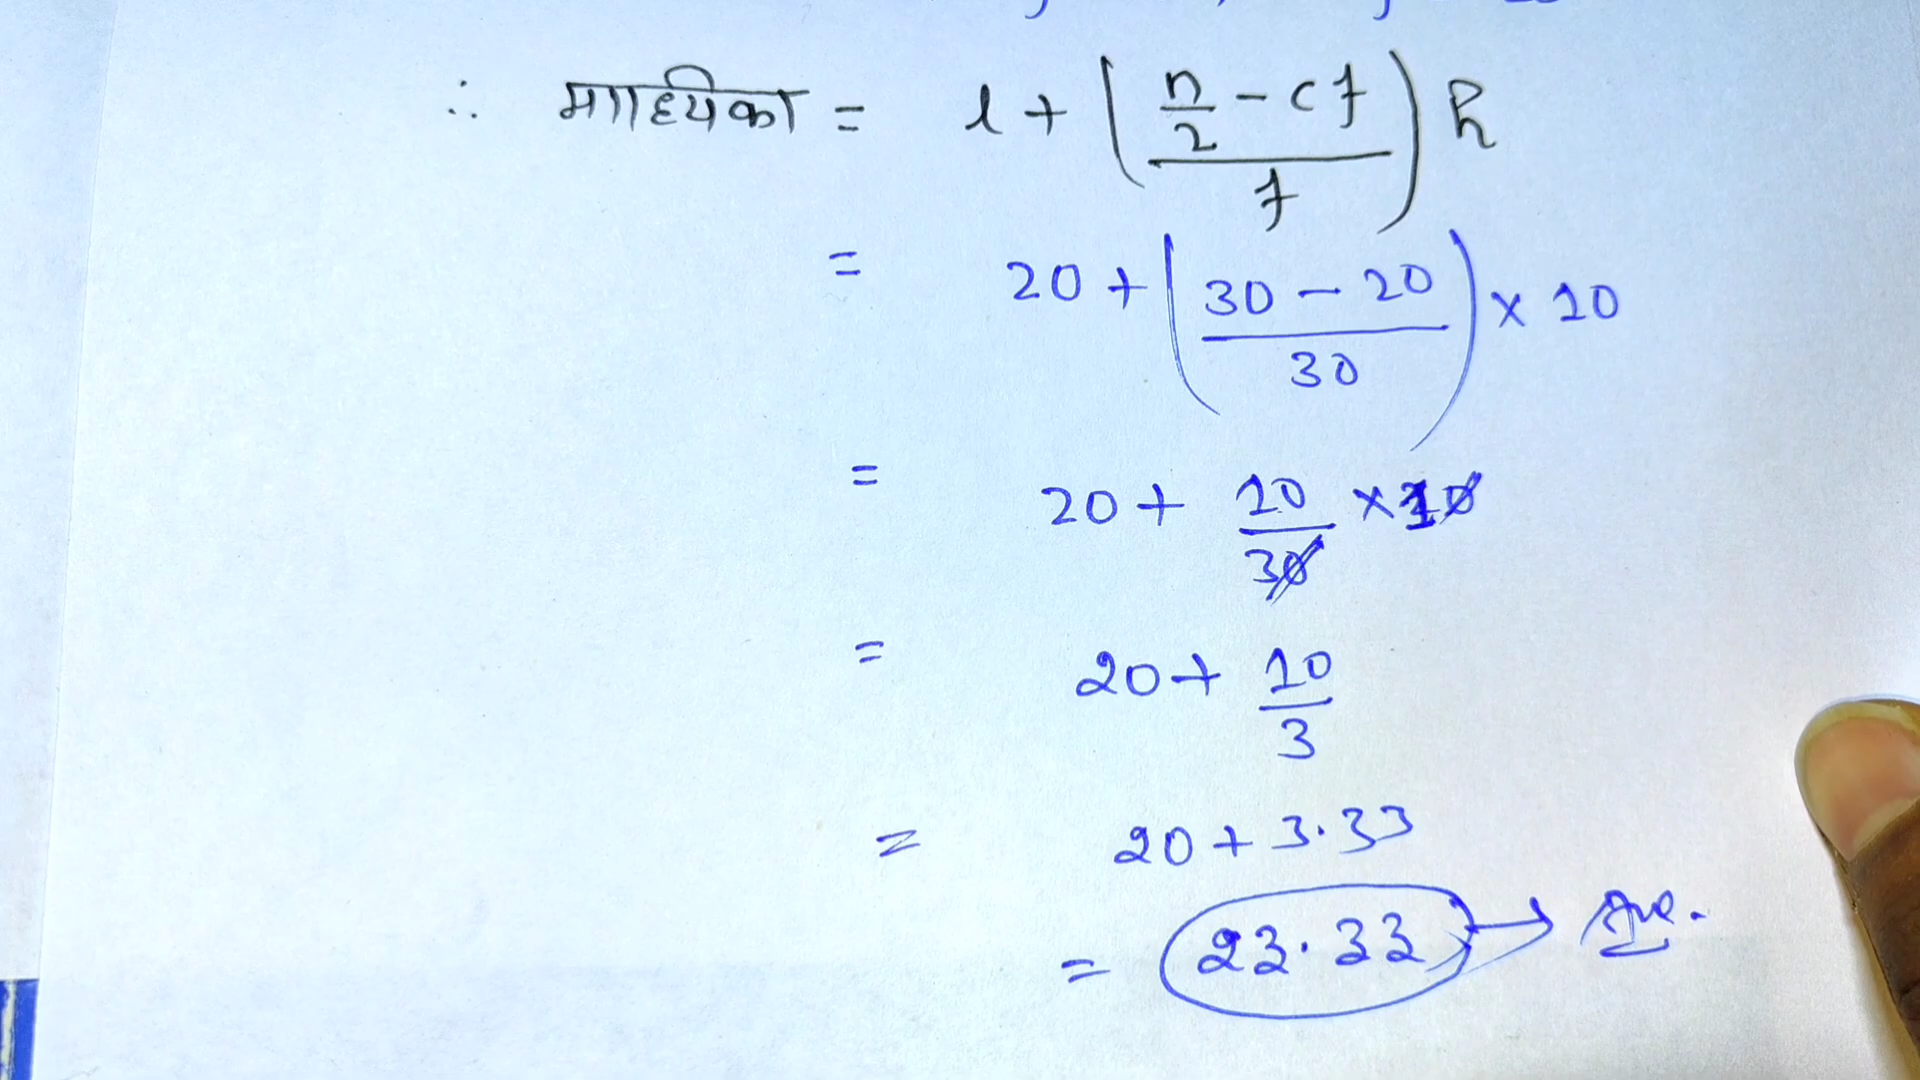 ∴ माध्यिका = l + ( (n/2 - cf) / f ) h
= 20 + ( (30 - 20) / 30 ) × 10
= 20 + 10/30 × 10
= 20 + 10/3
= 20 + 3.33
= 23.33 → Ans.